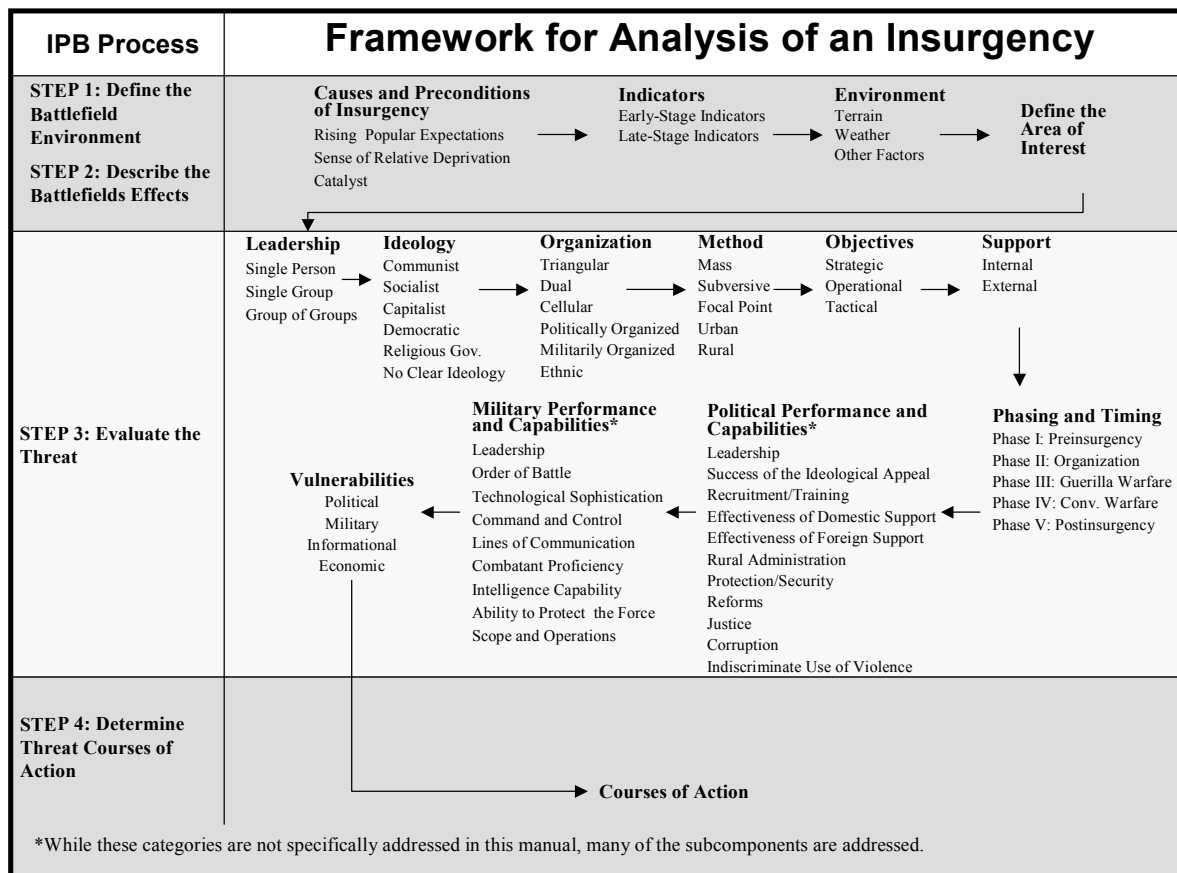 IPB Process
Framework for Analysis of an Insurgency
STEP 1: Define the
Battlefield
Environment
STEP 2: Describe the
Battlefields Effects
Causes and Preconditions
of Insurgency
Rising Popular Expectations
Sense of Relative Deprivation
Catalyst
Indicators
Early-Stage Indicators
Late-Stage Indicators
Environment
Terrain
Weather
Other Factors
Define the
Area of
Interest
STEP 3: Evaluate the
Threat
Leadership
Single Person
Single Group
Group of Groups
Ideology
Communist
Socialist
Capitalist
Democratic
Religious Gov.
No Clear Ideology
Organization
Triangular
Dual
Cellular
Politically Organized
Militarily Organized
Ethnic
Method
Mass
Subversive
Focal Point
Urban
Rural
Objectives
Strategic
Operational
Tactical
Support
Internal
External
Phasing and Timing
Phase I: Preinsurgency
Phase II: Organization
Phase III: Guerilla Warfare
Phase IV: Conv. Warfare
Phase V: Postinsurgency
Political Performance and
Capabilities*
Leadership
Success of the Ideological Appeal
Recruitment/Training
Effectiveness of Domestic Support
Effectiveness of Foreign Support
Rural Administration
Protection/Security
Reforms
Justice
Corruption
Indiscriminate Use of Violence
Military Performance
and Capabilities*
Leadership
Order of Battle
Technological Sophistication
Command and Control
Lines of Communication
Combatant Proficiency
Intelligence Capability
Ability to Protect the Force
Scope and Operations
Vulnerabilities
Political
Military
Informational
Economic
STEP 4: Determine
Threat Courses of
Action
Courses of Action
*While these categories are not specifically addressed in this manual, many of the subcomponents are addressed.